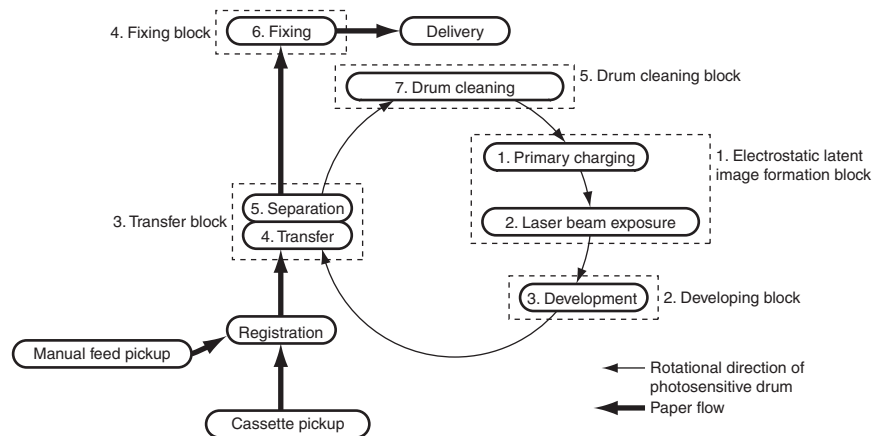 4. Fixing block
6. Fixing
Delivery
7. Drum cleaning
5. Drum cleaning block
1. Primary charging
1. Electrostatic latent
image formation block
2. Laser beam exposure
3. Transfer block
5. Separation
4. Transfer
3. Development
2. Developing block
Registration
Manual feed pickup
Cassette pickup
Rotational direction of
photosensitive drum
Paper flow